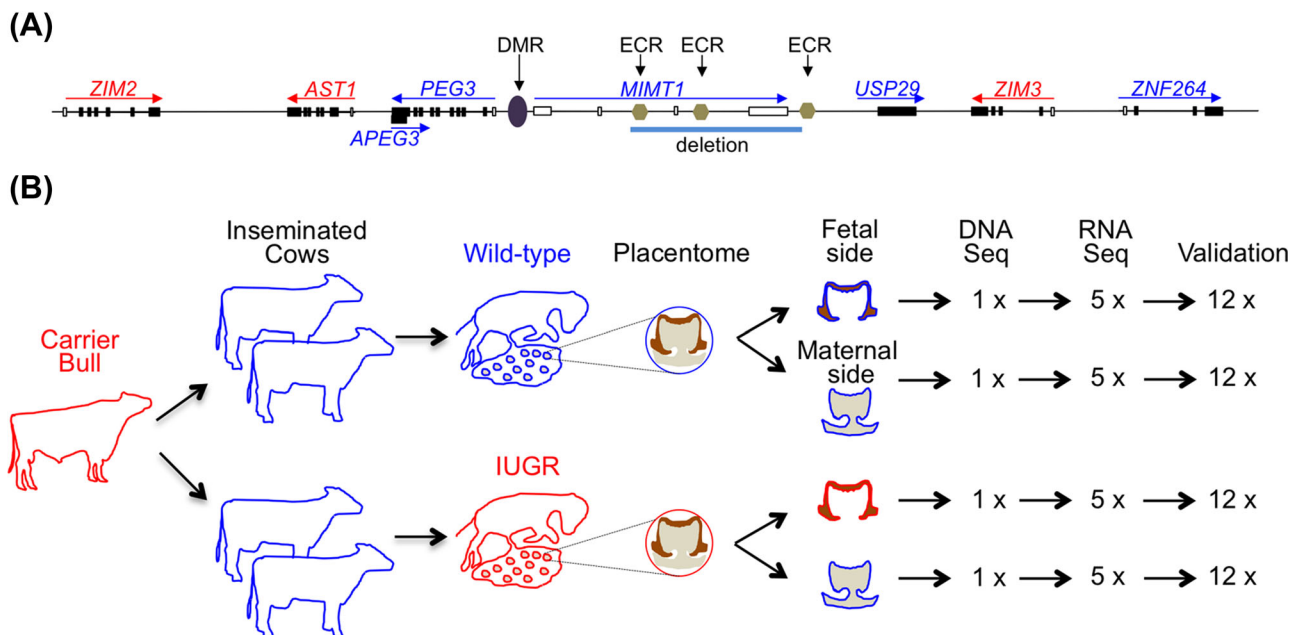 (A)
DMR ECR ECR ECR
ZIM2 AST1 PEG3 MIMT1 USP29 ZIM3 ZNF264
APEG3 deletion
(B)
Inseminated Cows
Wild-type
Placentome
Fetal side
DNA Seq
RNA Seq
Validation
1 x 5 x 12 x
Carrier Bull
Maternal side
1 x 5 x 12 x
IUGR
1 x 5 x 12 x
1 x 5 x 12 x